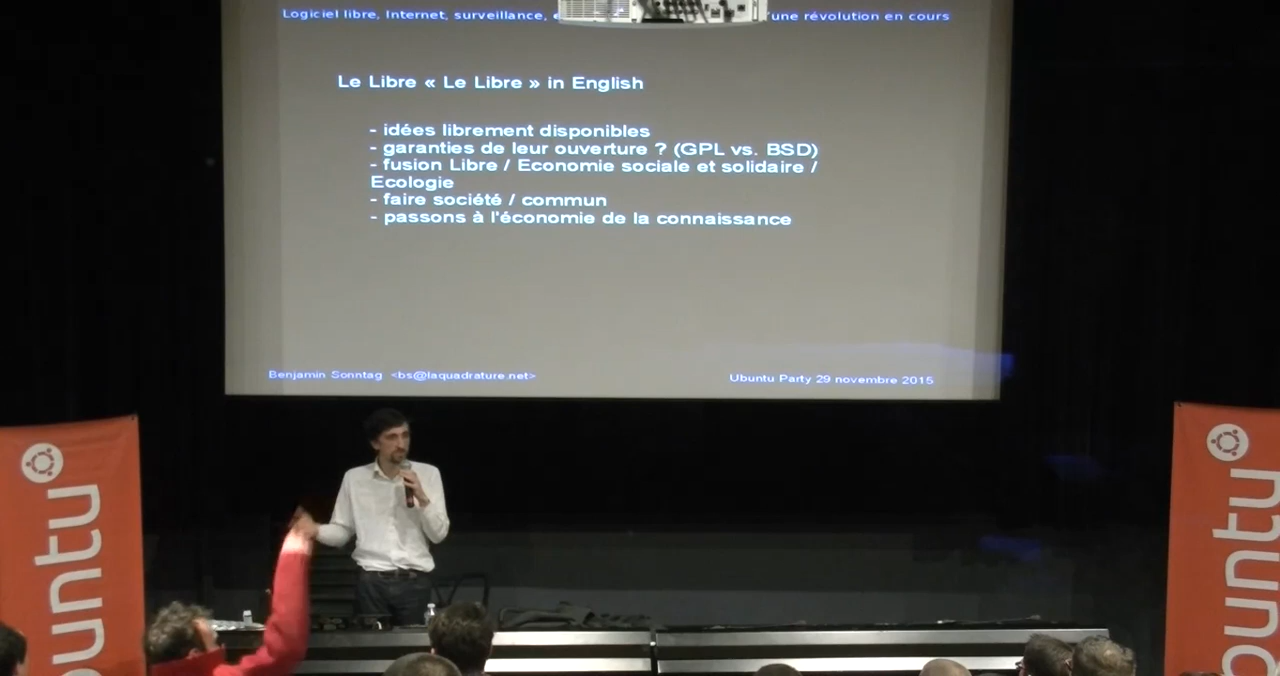 Logiciel libre, Internet, surveillance, 'une révolution en cours
Le Libre « Le Libre » in English
- idées librement disponibles
- garanties de leur ouverture ? (GPL vs. BSD)
- fusion Libre / Economie sociale et solidaire /
Ecologie
- faire société / commun
- passons à l'économie de la connaissance
Benjamin Sonntag <bs@laquadrature.net>
Ubuntu Party 29 novembre 2015
buntu
buntu